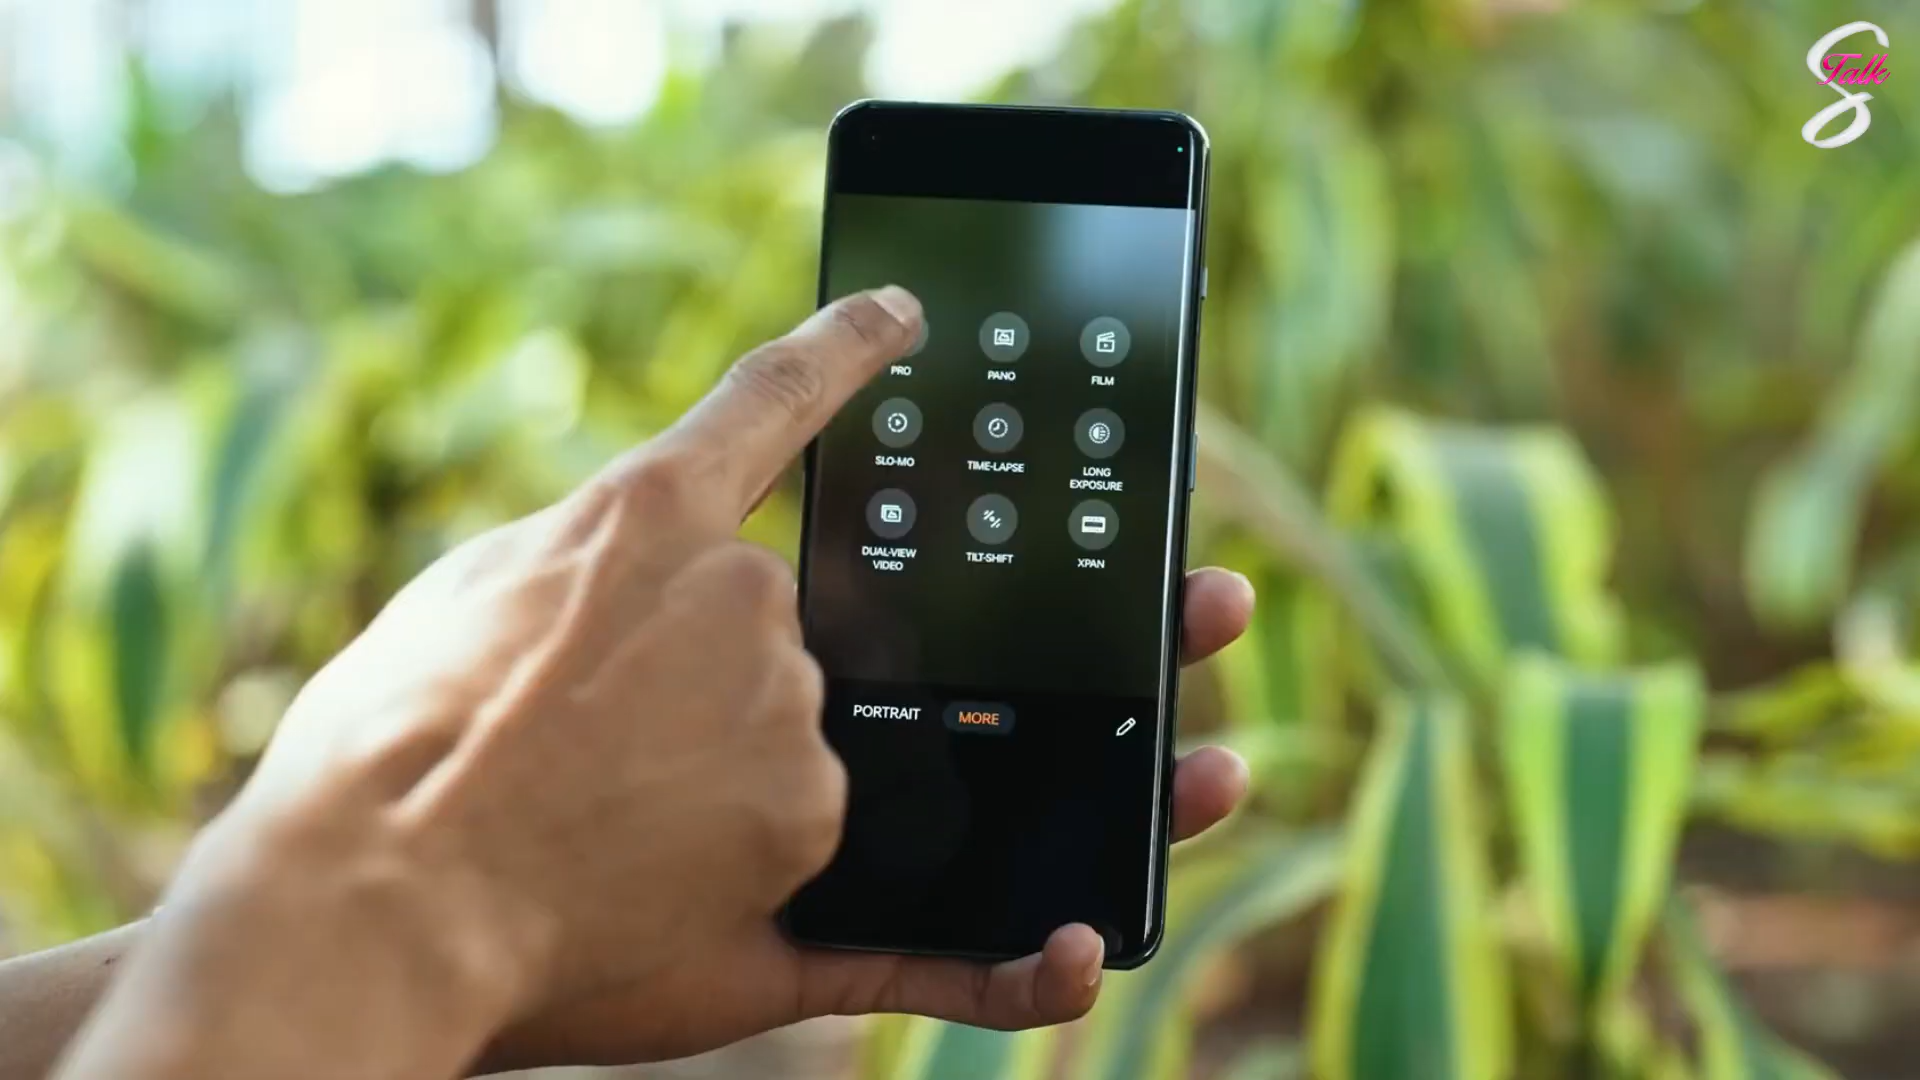 S
Talk
PRO
PANO
FILM
SLO-MO
TIME-LAPSE
LONG
EXPOSURE
DUAL-VIEW
VIDEO
TILT-SHIFT
XPAN
PORTRAIT
MORE